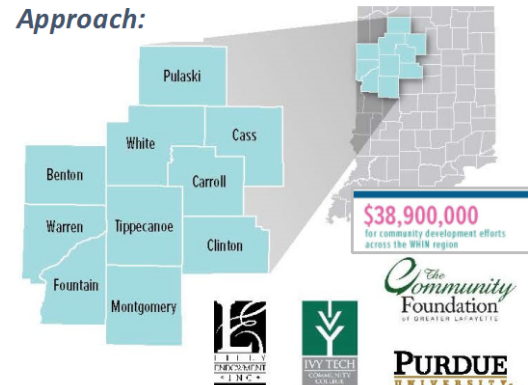 Approach:
Pulaski
White
Cass
Benton
Carroll
Warren
Tippecanoe
Clinton
Fountain
Montgomery
$38,900,000
for community development efforts
across the WHIN region
The
Community
Foundation
OF GREATER LAFAYETTE
LILLY
ENDOWMENT
INC
IVY TECH
COMMUNITY
COLLEGE
PURDUE
UNIVERSITY